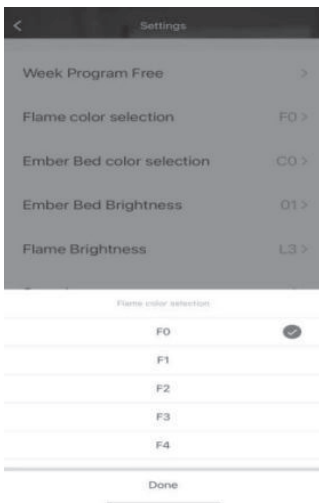 Settings
Week Program Free
Flame color selection F0 >
Ember Bed color selection C0 >
Ember Bed Brightness 01 >
Flame Brightness L3 >
Flame color selection
F0
F1
F2
F3
F4
Done